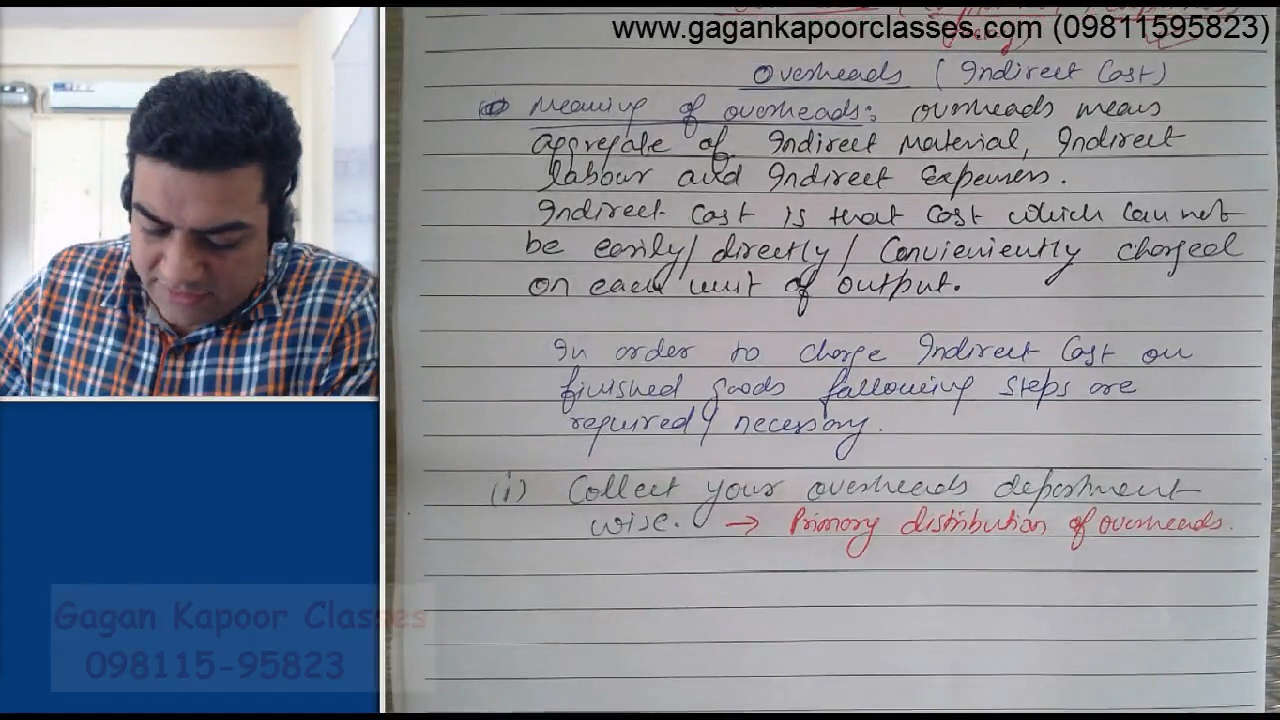 www.gagankapoorclasses.com (09811595823)
Overheads (Indirect Cost)
Meaning of overheads: overheads means
aggregate of Indirect Material, Indirect
labour and Indirect Expenses.
Indirect Cost is that Cost which can not
be easily/directly/Convieniently charged
on each unit of output.
In order to charge Indirect Cost on
finished goods following steps are
required/necessary.
(i) Collect your overheads department
wise. → Primary distribution of overheads.
Gagan Kapoor Classes
098115-95823